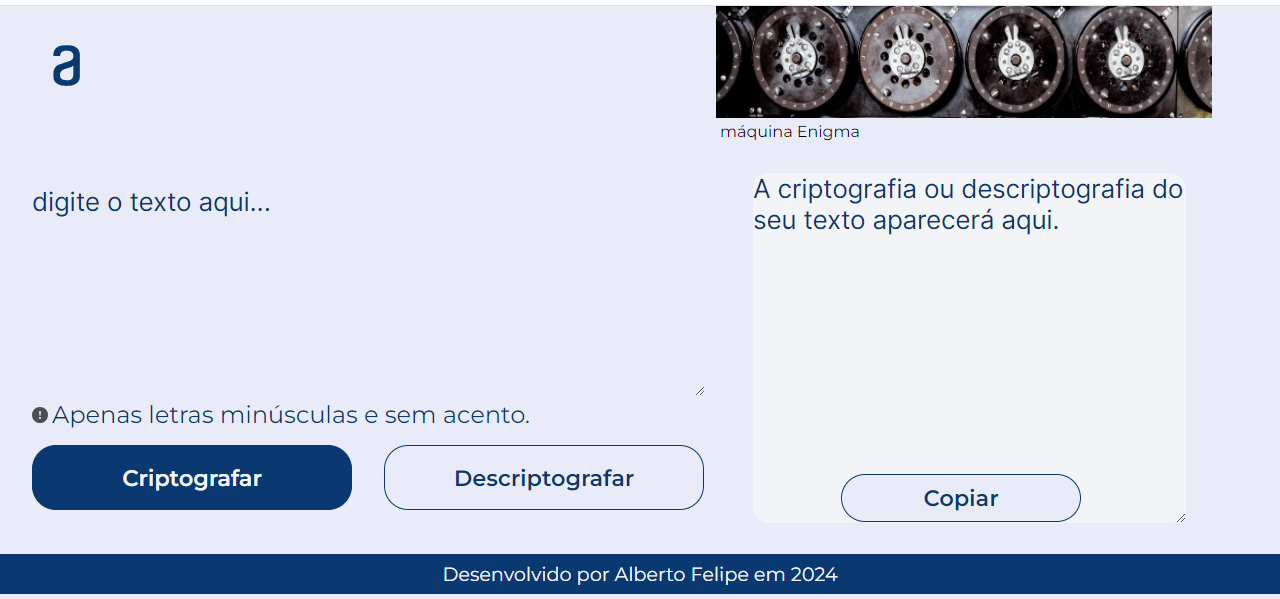 a
máquina Enigma
digite o texto aqui...
A criptografia ou descriptografia do
seu texto aparecerá aqui.
Apenas letras minúsculas e sem acento.
Criptografar
Descriptografar
Copiar
Desenvolvido por Alberto Felipe em 2024